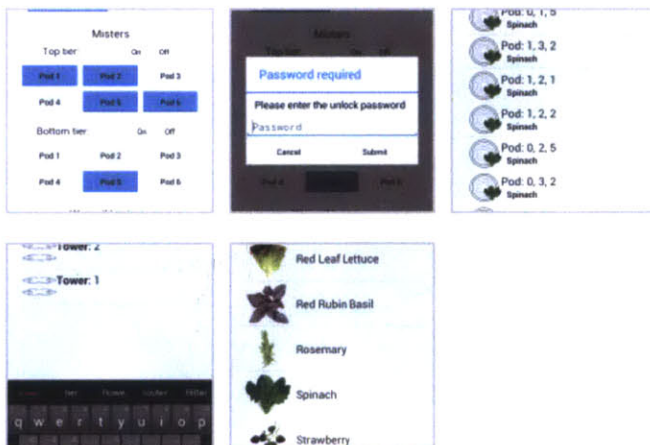 Misters
Top tier On Off
Pod 1 Pod 2 Pod 3
Pod 4 Pod 5 Pod 6
Bottom tier On Off
Pod 1 Pod 2 Pod 3
Pod 4 Pod 5 Pod 6
Misters
Top tier
Password required
Please enter the unlock password
Password
Cancel Submit
Pod: 0, 1, 5
Spinach
Pod: 1, 3, 2
Spinach
Pod: 1, 2, 1
Spinach
Pod: 1, 2, 2
Spinach
Pod: 0, 2, 5
Spinach
Pod: 0, 3, 2
Spinach
Tower: 2
Tower: 1
q w e r t y u i o p
Red Leaf Lettuce
Red Rubin Basil
Rosemary
Spinach
Strawberry